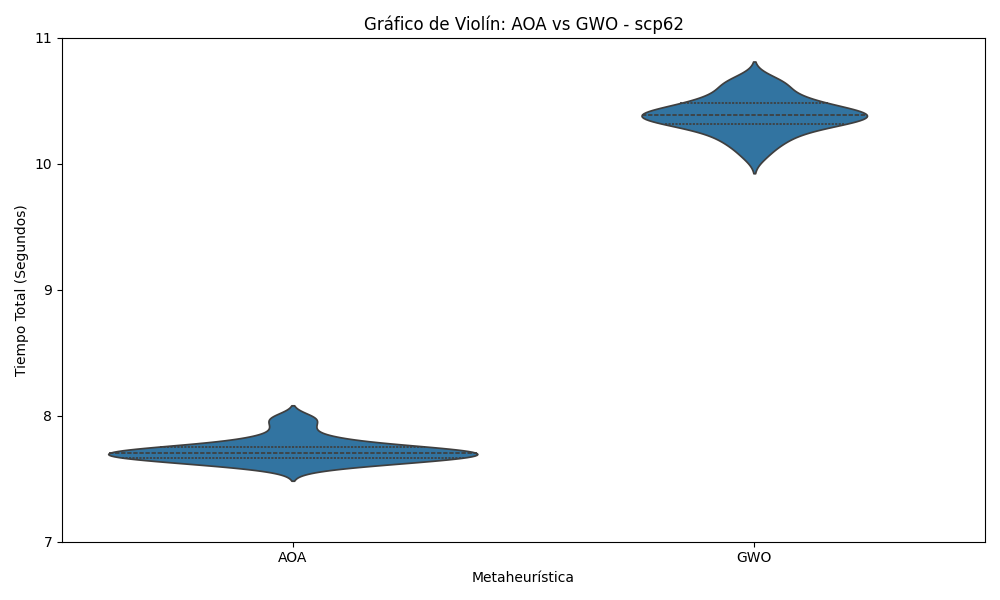 Gráfico de Violín: AOA vs GWO - scp62
11
10
9
8
7
Tiempo Total (Segundos)
AOA
GWO
Metaheurística